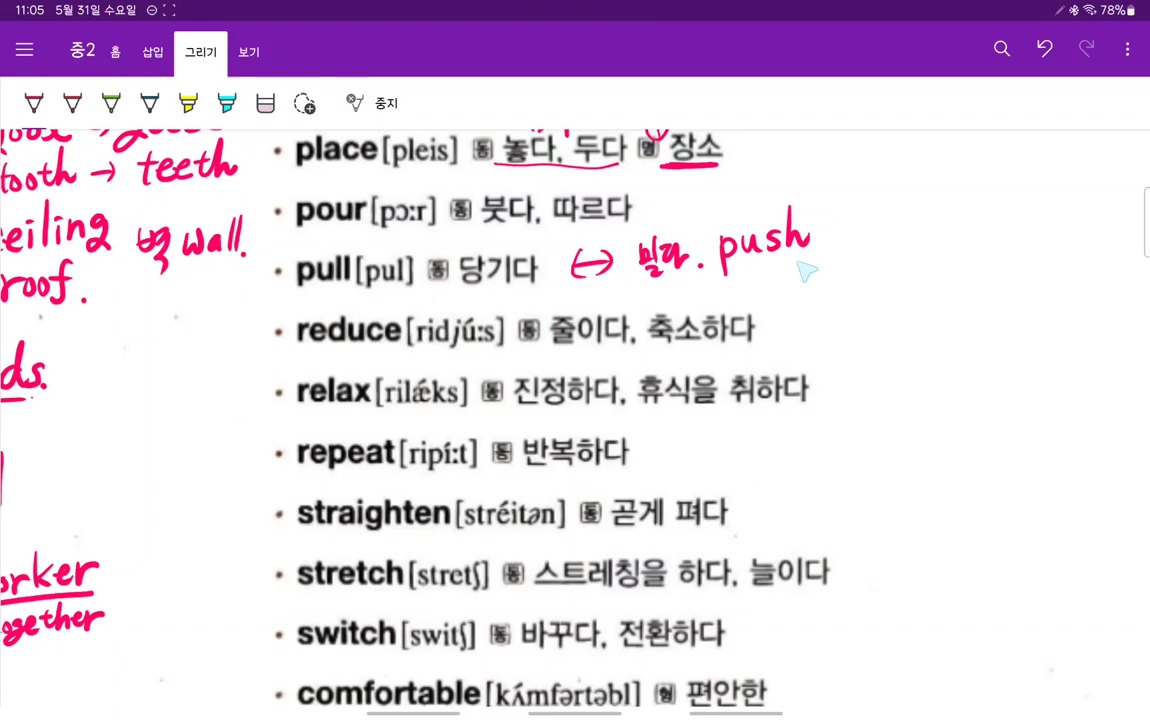 11:05 5월 31일 수요일 78%
중2 홈 삽입 그리기 보기
중지
tooth → teeth
place[pleis] 동 놓다, 두다 명 장소
pour[pɔːr] 동 붓다, 따르다
eiling 벽 wall.
pull[pul] 동 당기다 ↔ 밀다. push
roof.
reduce[ridjúːs] 동 줄이다, 축소하다
ds.
relax[rilǽks] 동 진정하다, 휴식을 취하다
repeat[ripíːt] 동 반복하다
straighten[stréitən] 동 곧게 펴다
stretch[stretʃ] 동 스트레칭을 하다, 늘이다
orker
ogether
switch[switʃ] 동 바꾸다, 전환하다
comfortable[kʌ́mfərtəbl] 형 편안한